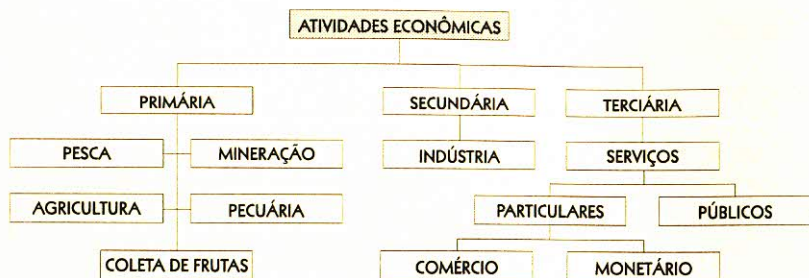 ATIVIDADES ECONÔMICAS
PRIMÁRIA
SECUNDÁRIA
TERCIÁRIA
PESCA
MINERAÇÃO
INDÚSTRIA
SERVIÇOS
AGRICULTURA
PECUÁRIA
PARTICULARES
PÚBLICOS
COLETA DE FRUTAS
COMÉRCIO
MONETÁRIO